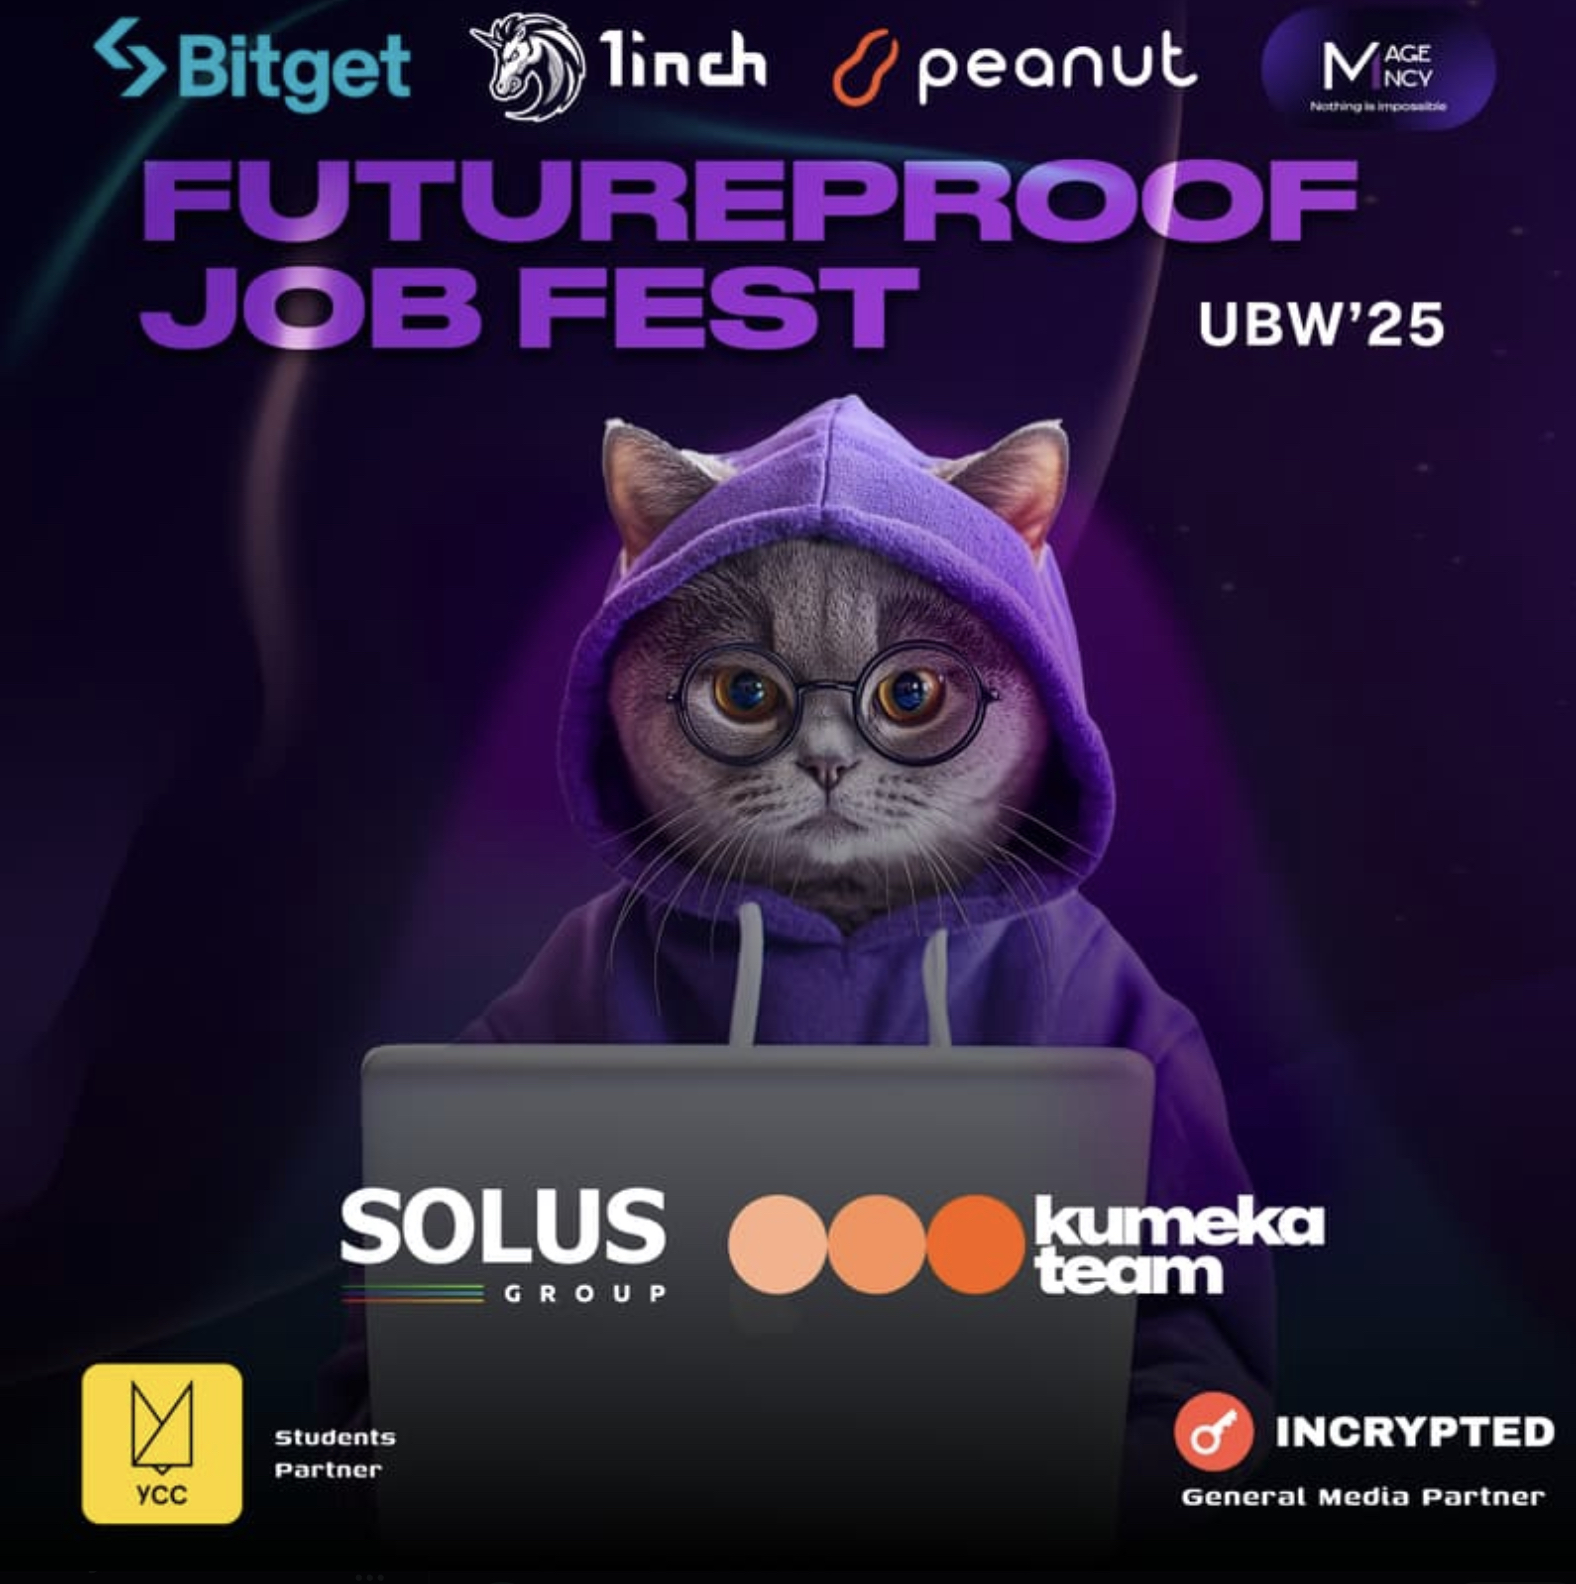 Bitget
1inch
peanut
MAGE
NCY
Nothing is impossible
FUTUREPROOF
JOB FEST
UBW’25
SOLUS
GROUP
kumeka
team
YCC
Students
Partner
INCRYPTED
General Media Partner